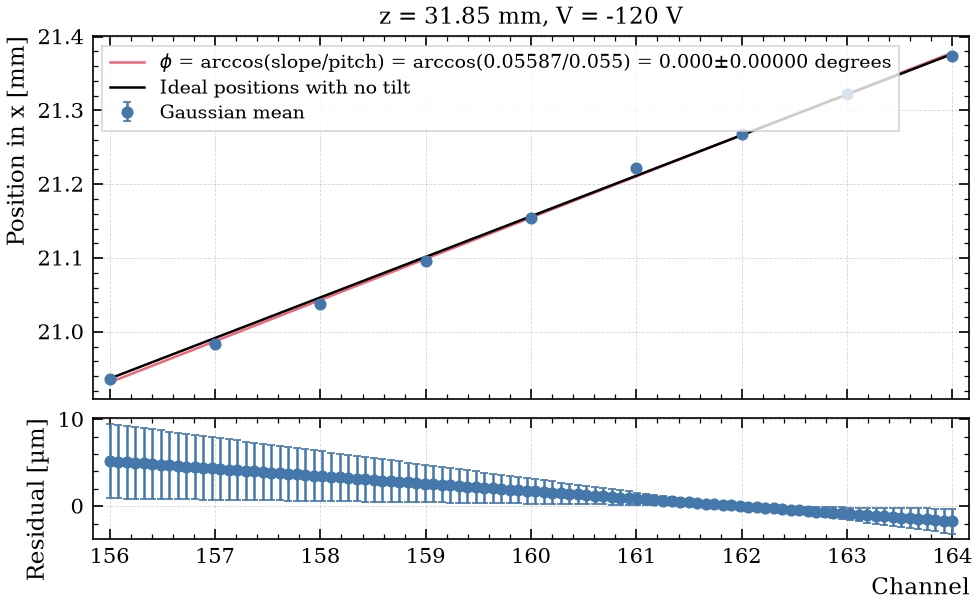 z = 31.85 mm, V = -120 V
Position in x [mm]
21.4
21.3
21.2
21.1
21.0
ϕ = arccos(slope/pitch) = arccos(0.05587/0.055) = 0.000±0.00000 degrees
Ideal positions with no tilt
Gaussian mean
Residual [μm]
10
0
156 157 158 159 160 161 162 163 164
Channel